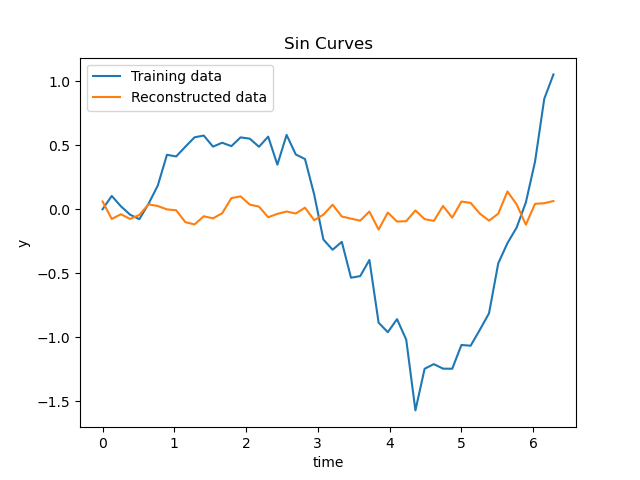 Sin Curves
Training data
Reconstructed data
1.0
0.5
0.0
−0.5
−1.0
−1.5
y
0 1 2 3 4 5 6
time